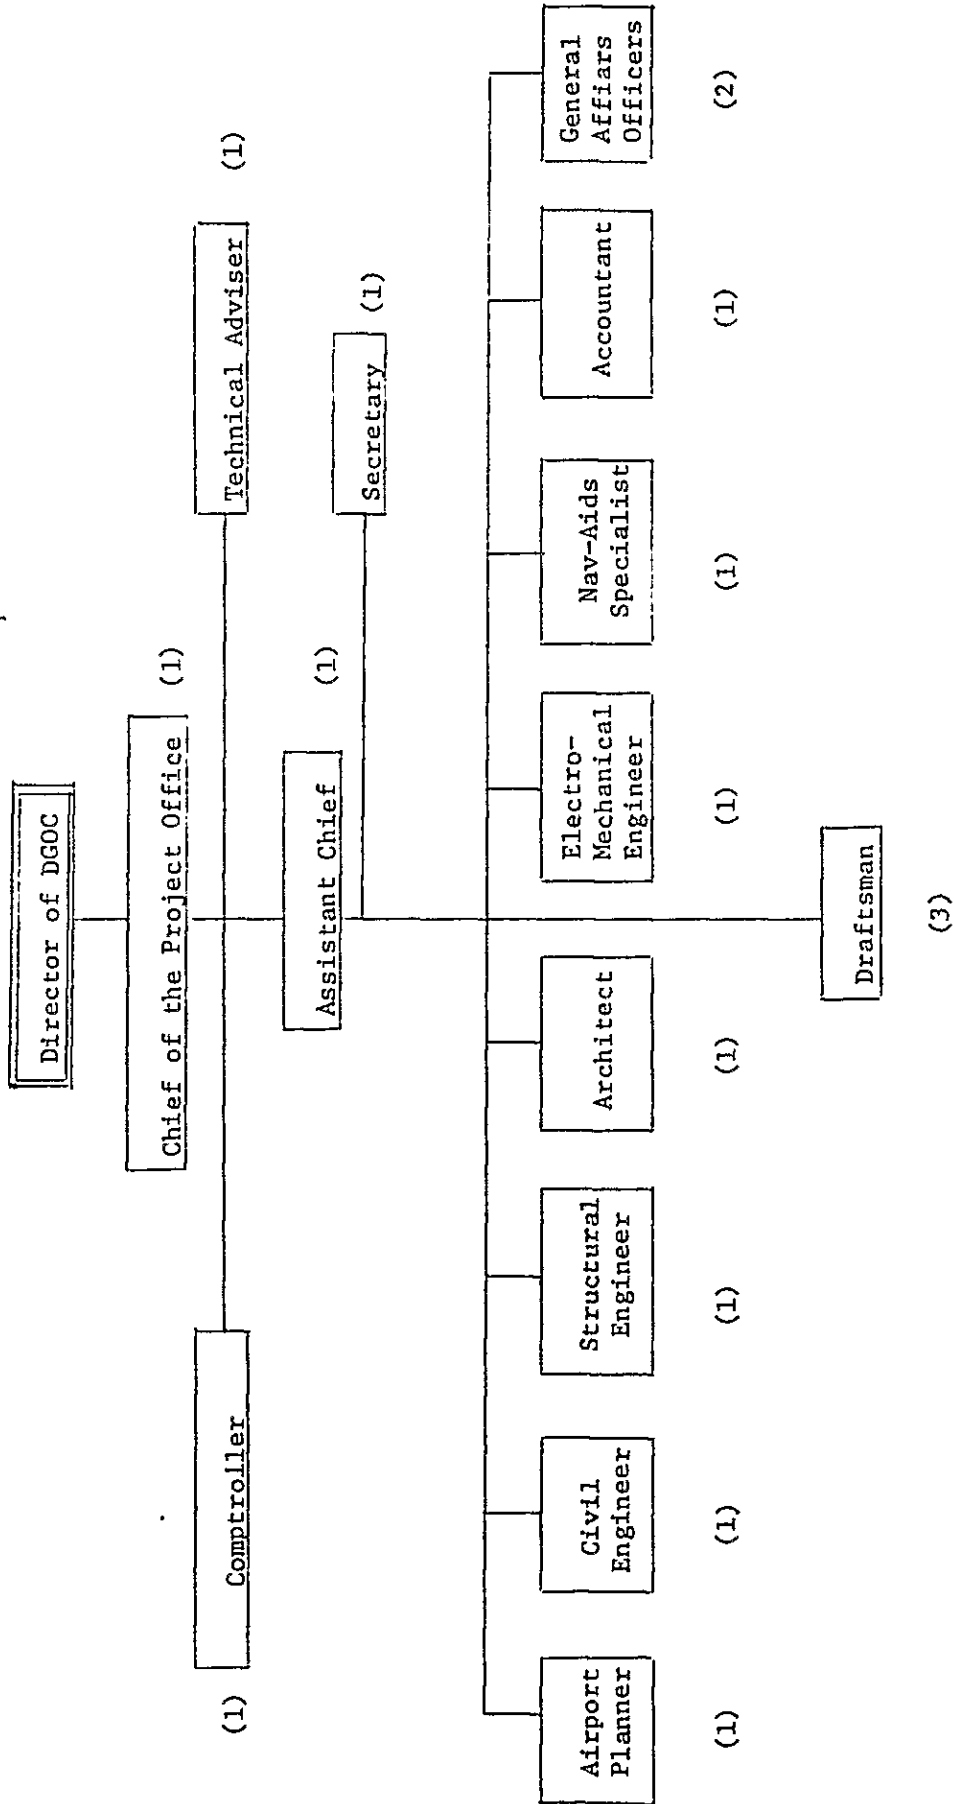 Director of DGOC
Chief of the Project Office
(1)
(1)
Comptroller
Technical Adviser
(1)
Assistant Chief
(1)
Secretary
(1)
Airport
Planner
(1)
Civil
Engineer
(1)
Structural
Engineer
(1)
Architect
(1)
Electro-
Mechanical
Engineer
(1)
Nav-Aids
Specialist
(1)
Accountant
(1)
General
Affiars
Officers
(2)
Draftsman
(3)